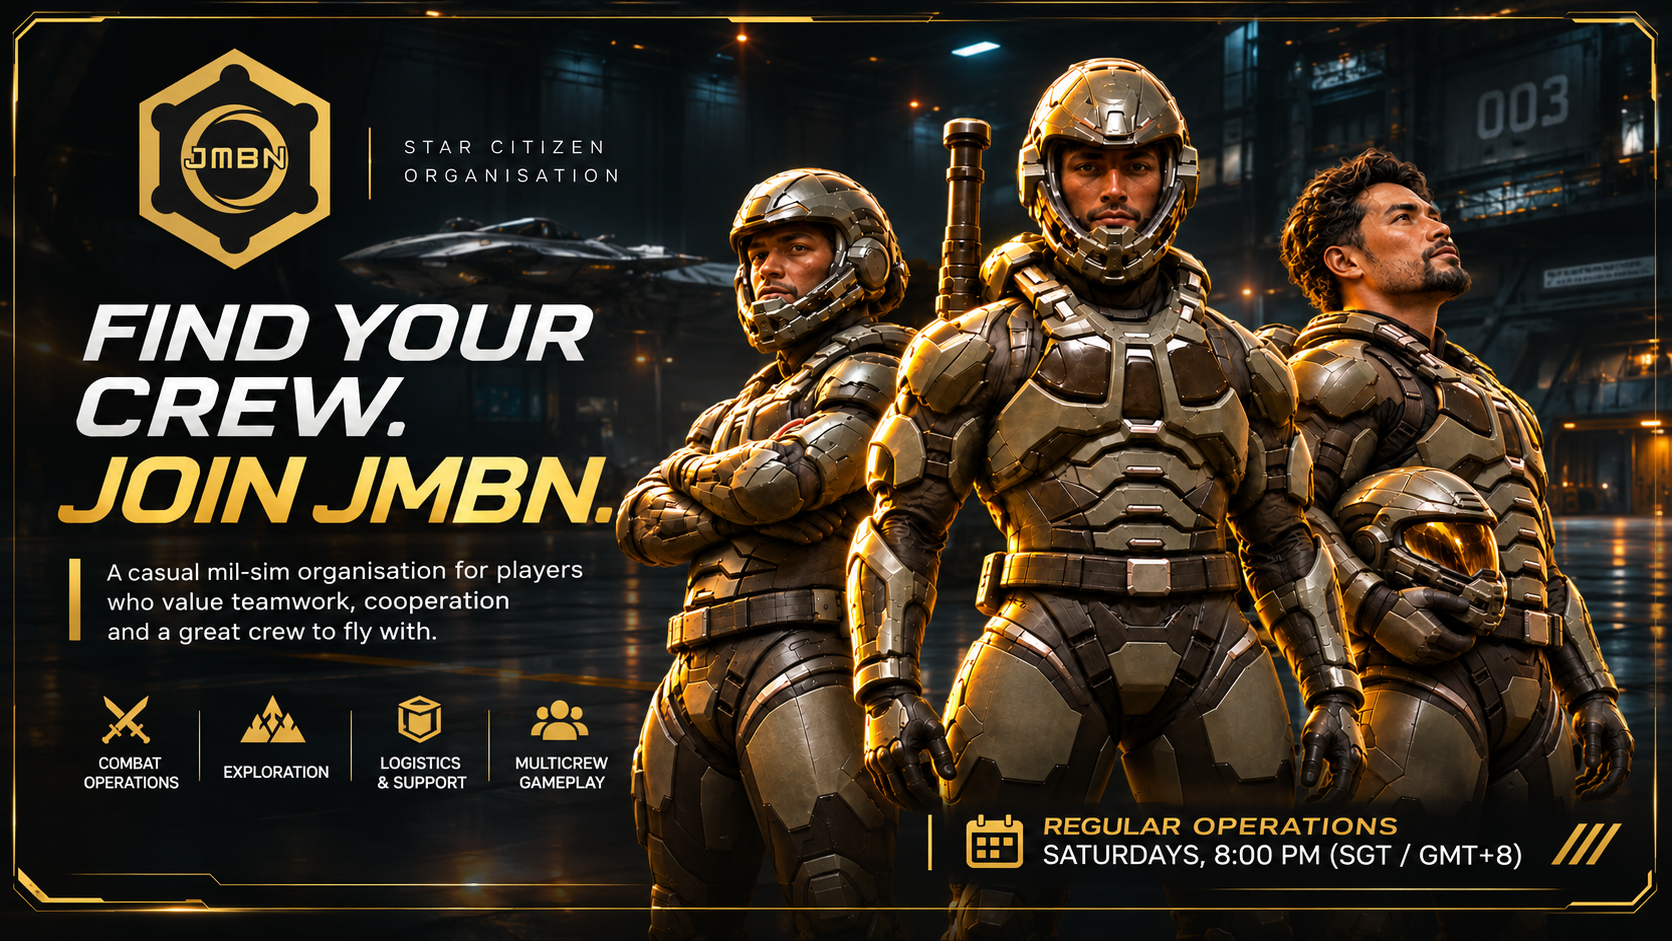 JMBN
STAR CITIZEN
ORGANISATION
003
FIND YOUR
CREW.
JOIN JMBN.
A casual mil-sim organisation for players
who value teamwork, cooperation
and a great crew to fly with.
COMBAT
OPERATIONS
EXPLORATION
LOGISTICS
& SUPPORT
MULTICREW
GAMEPLAY
REGULAR OPERATIONS
SATURDAYS, 8:00 PM (SGT / GMT+8)